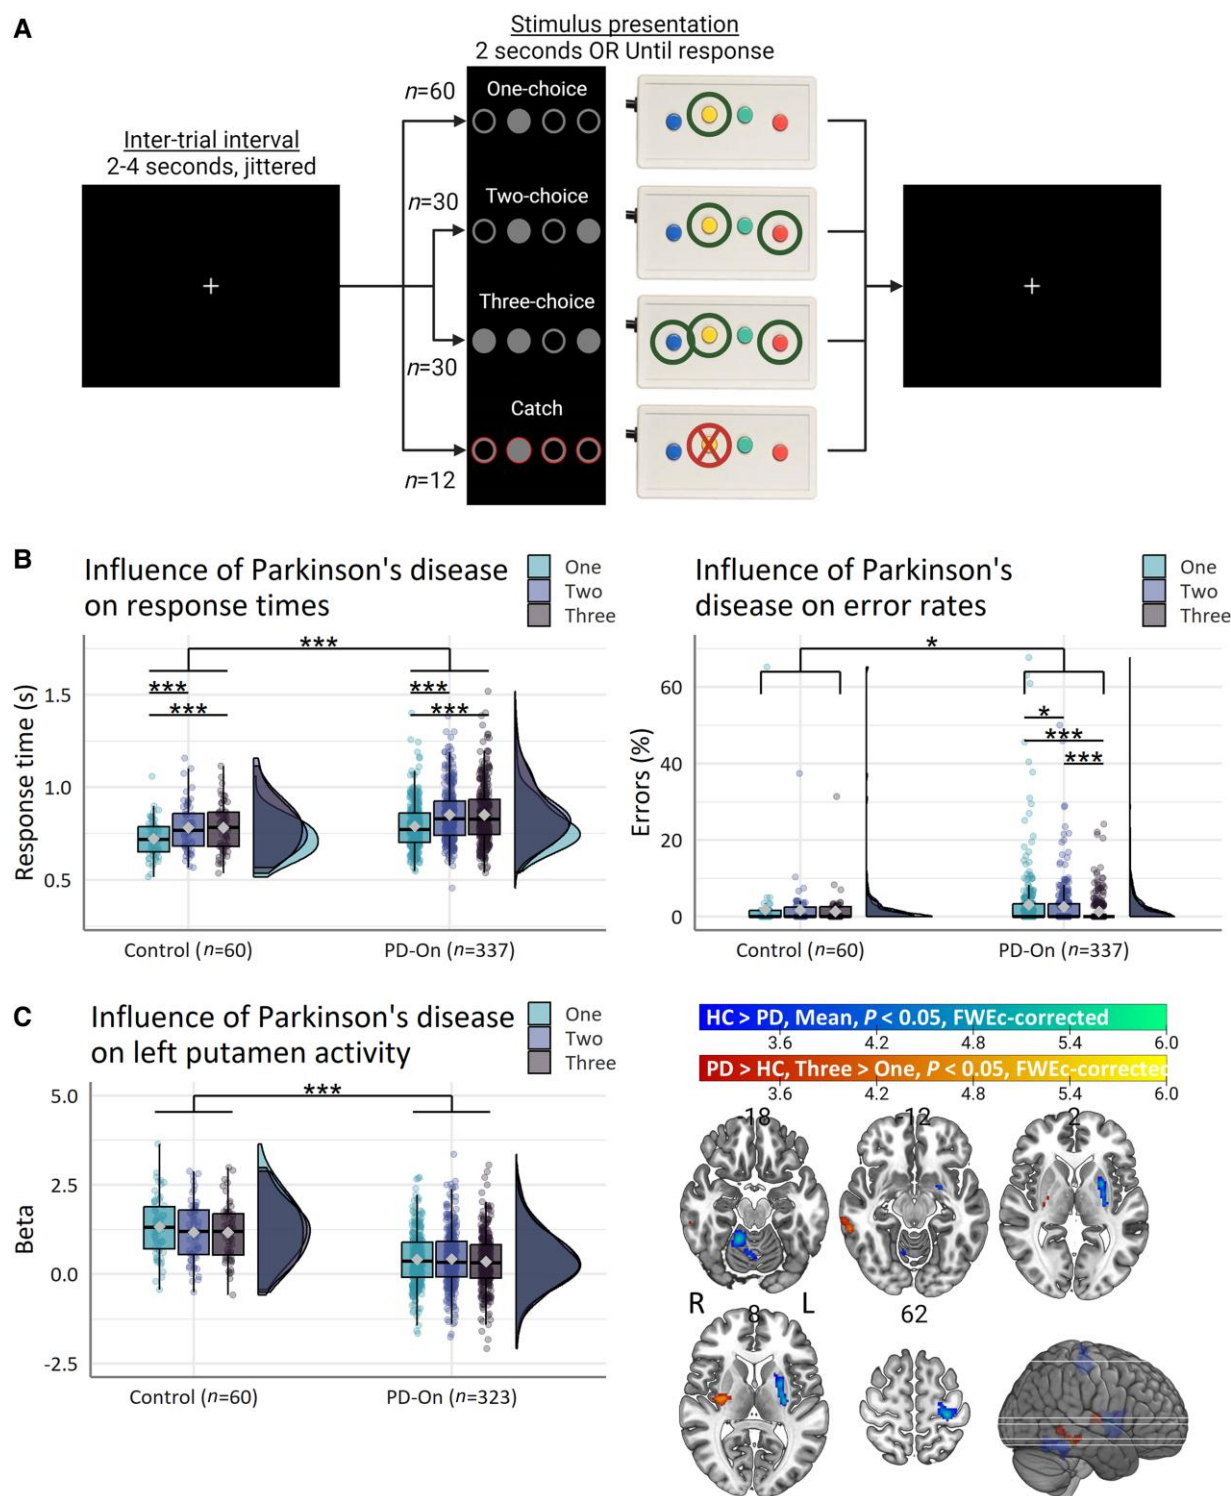 A
Stimulus presentation
2 seconds OR Until response
n=60
One-choice
Inter-trial interval
2-4 seconds, jittered
n=30
Two-choice
Three-choice
n=30
Catch
n=12
B
Influence of Parkinson's disease
on response times
One
Two
Three
Response time (s)
1.5
1.0
0.5
***
***
***
***
***
Control (n=60)
PD-On (n=337)
Influence of Parkinson's
disease on error rates
One
Two
Three
Errors (%)
60
40
20
0
*
*
***
***
Control (n=60)
PD-On (n=337)
C
Influence of Parkinson's disease
on left putamen activity
One
Two
Three
Beta
5.0
2.5
0.0
-2.5
***
Control (n=60)
PD-On (n=323)
HC > PD, Mean, P < 0.05, FWEc-corrected
3.6 4.2 4.8 5.4 6.0
PD > HC, Three > One, P < 0.05, FWEc-corrected
3.6 4.2 4.8 5.4 6.0
-18 12 2
R 8 L 62